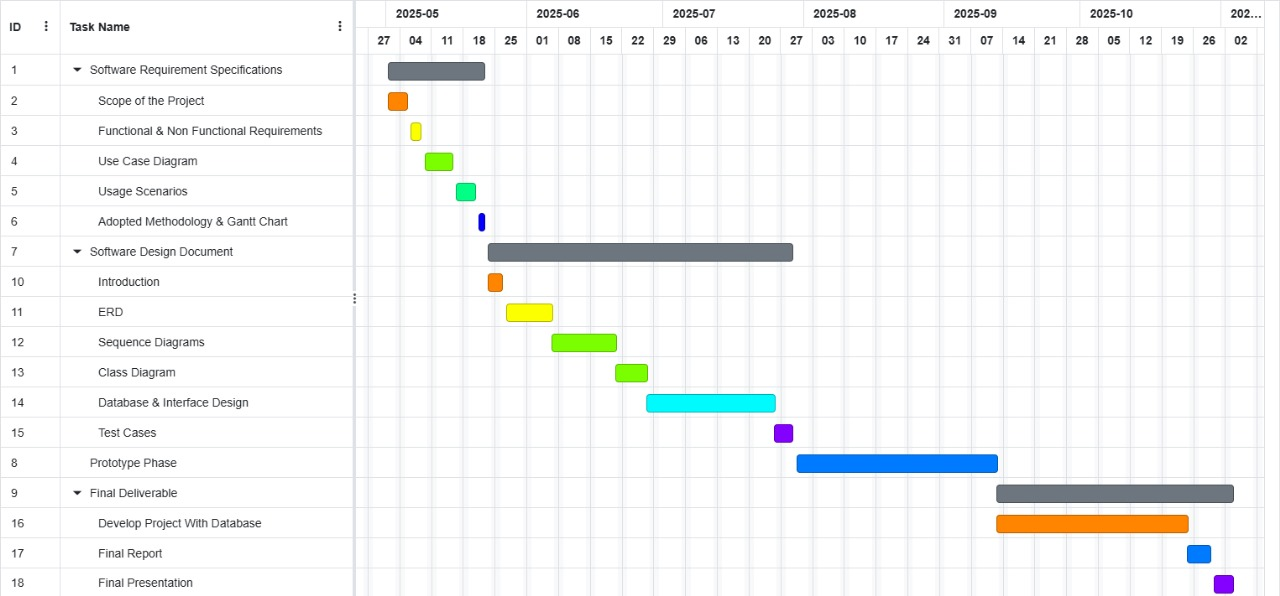 ID Task Name
2025-05 2025-06 2025-07 2025-08 2025-09 2025-10 202...
27 04 11 18 25 01 08 15 22 29 06 13 20 27 03 10 17 24 31 07 14 21 28 05 12 19 26 02
1 Software Requirement Specifications
2 Scope of the Project
3 Functional & Non Functional Requirements
4 Use Case Diagram
5 Usage Scenarios
6 Adopted Methodology & Gantt Chart
7 Software Design Document
10 Introduction
11 ERD
12 Sequence Diagrams
13 Class Diagram
14 Database & Interface Design
15 Test Cases
8 Prototype Phase
9 Final Deliverable
16 Develop Project With Database
17 Final Report
18 Final Presentation